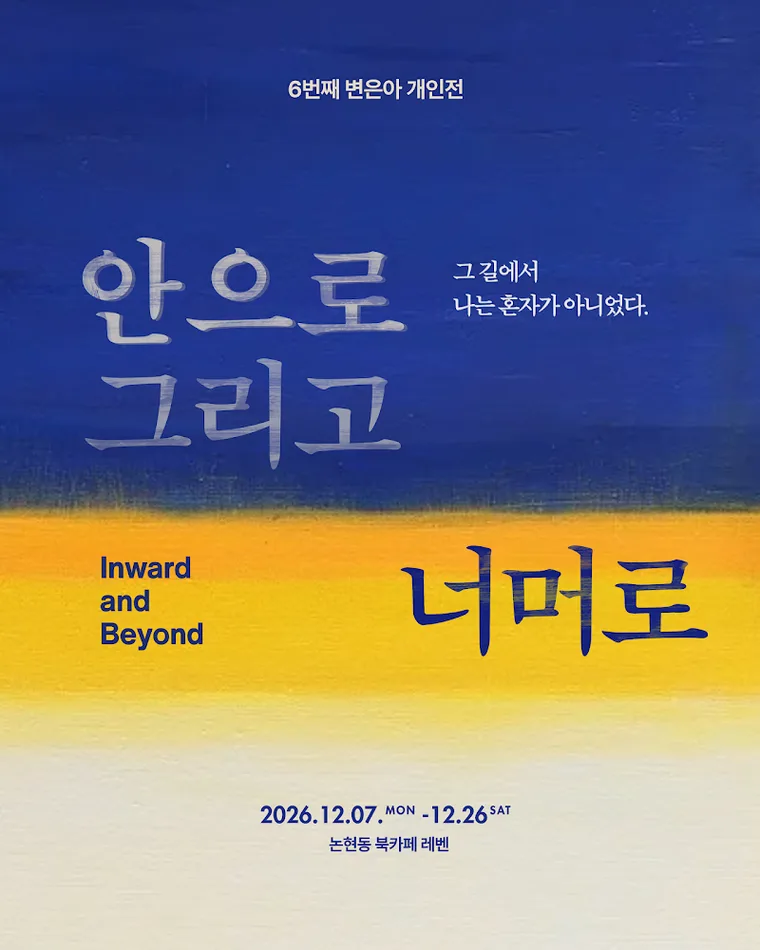 6번째 변은아 개인전
안으로
그리고
그 길에서
나는 혼자가 아니었다.
너머로
Inward
and
Beyond
2026.12.07.MON -12.26SAT
논현동 북카페 레벤